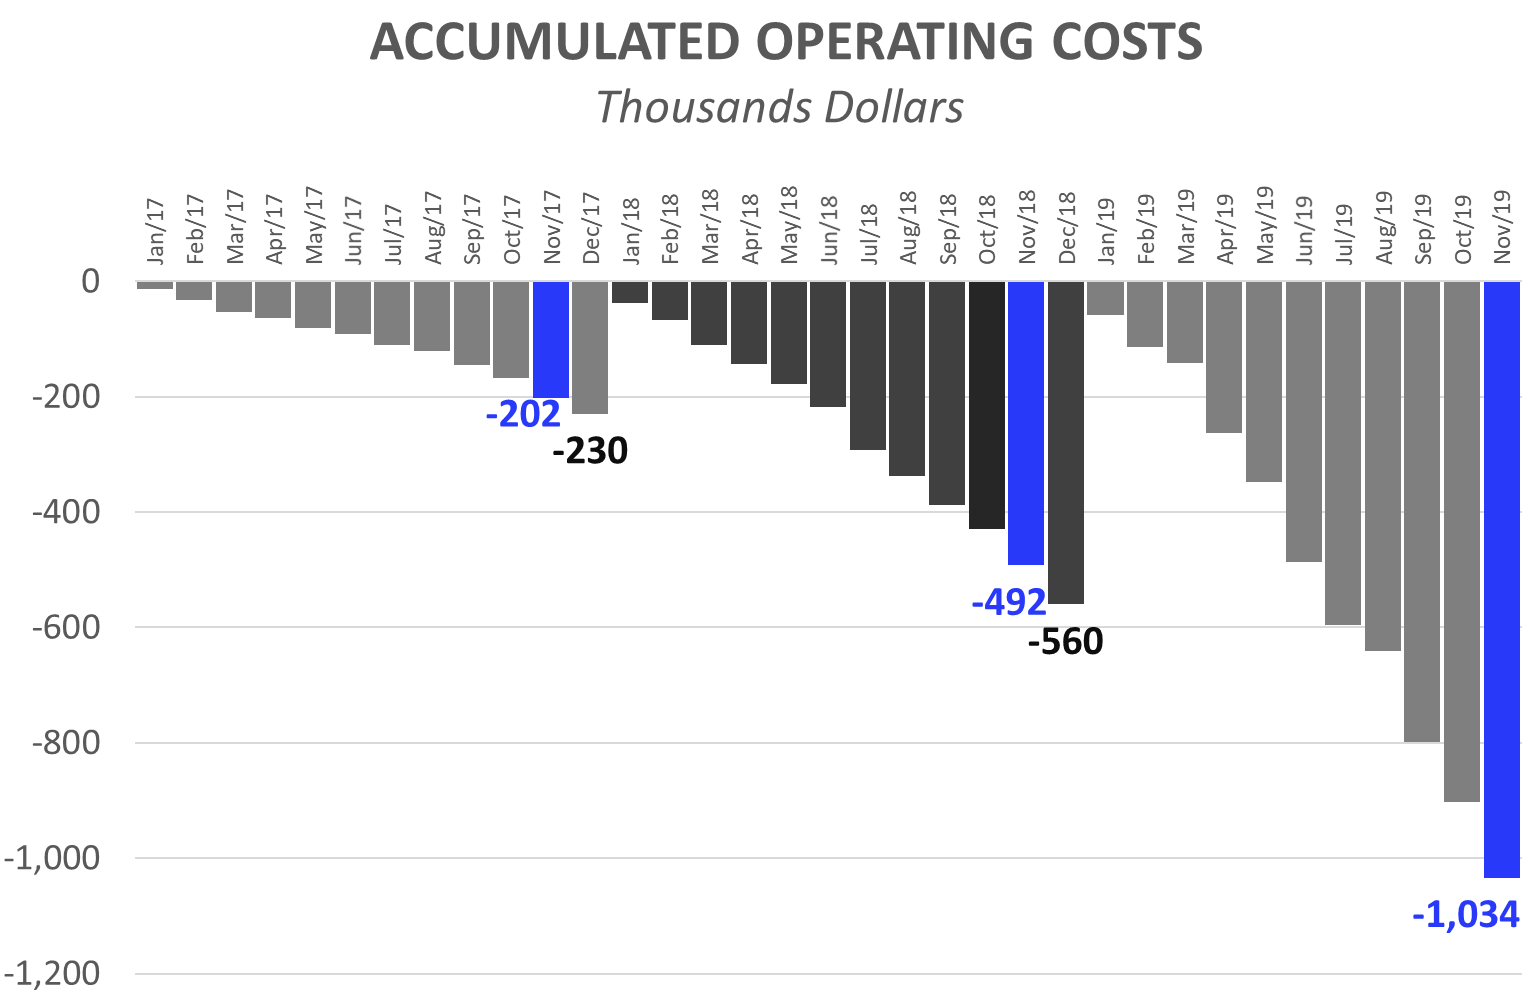 ACCUMULATED OPERATING COSTS
Thousands Dollars
Jan/17
Feb/17
Mar/17
Apr/17
May/17
Jun/17
Jul/17
Aug/17
Sep/17
Oct/17
Nov/17
Dec/17
Jan/18
Feb/18
Mar/18
Apr/18
May/18
Jun/18
Jul/18
Aug/18
Sep/18
Oct/18
Nov/18
Dec/18
Jan/19
Feb/19
Mar/19
Apr/19
May/19
Jun/19
Jul/19
Aug/19
Sep/19
Oct/19
Nov/19
0
-200
-400
-600
-800
-1,000
-1,200
-202
-230
-492
-560
-1,034